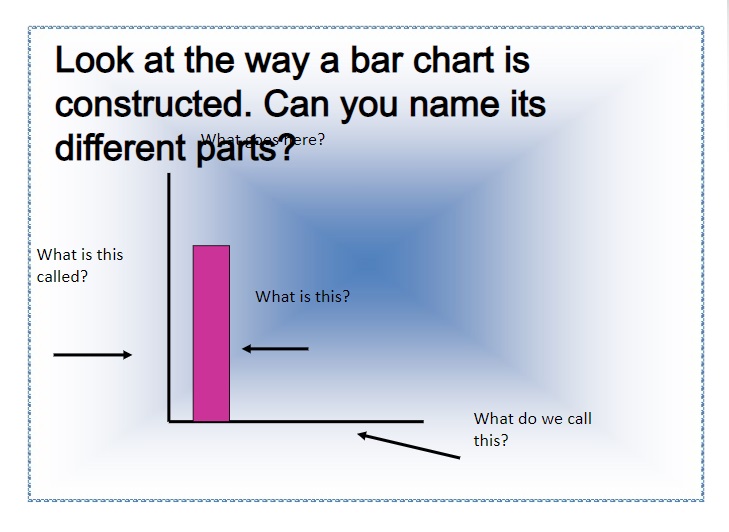 Look at the way a bar chart is
constructed. Can you name its
different parts?
What goes here?
What is this
called?
What is this?
What do we call
this?